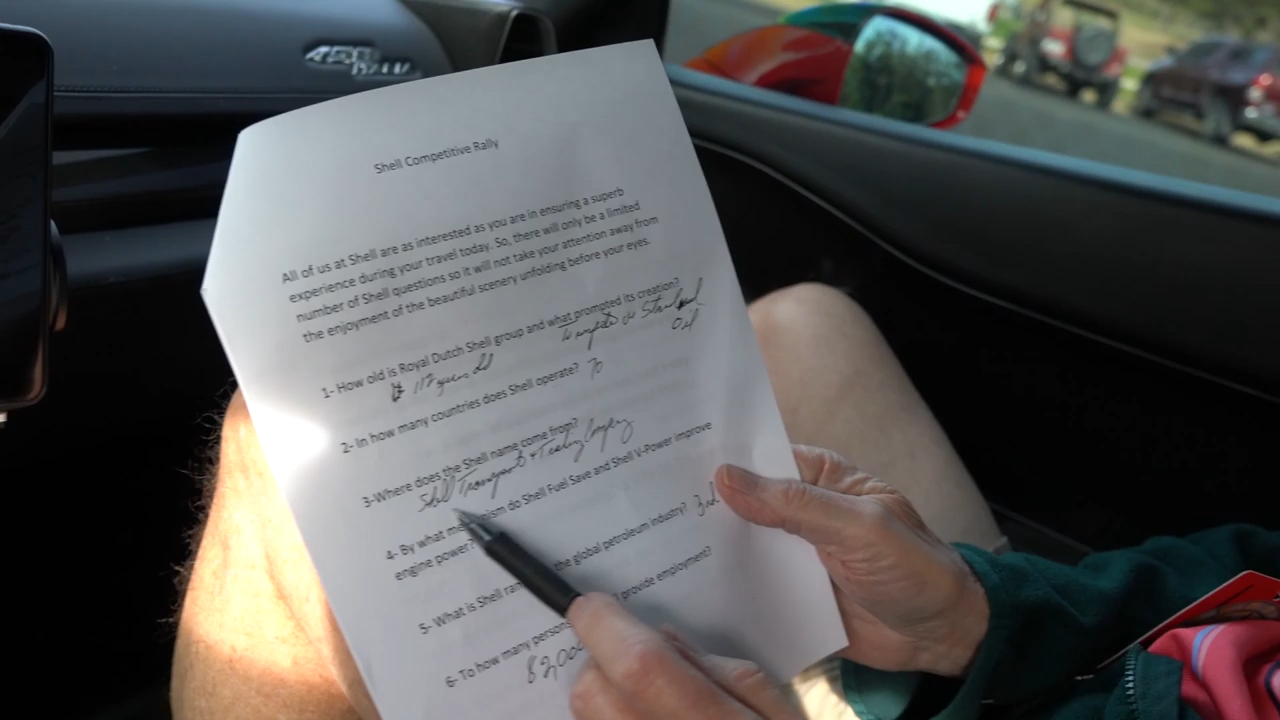 458 Italia
Shell Competitive Rally
All of us at Shell are as interested as you are in ensuring a superb
experience during your travel today. So, there will only be a limited
number of Shell questions so it will not take your attention away from
the enjoyment of the beautiful scenery unfolding before your eyes.
1- How old is Royal Dutch Shell group and what prompted its creation?
years old
Standard
Oil
2- In how many countries does Shell operate? 70
3-Where does the Shell name come from?
Shell Transport + Trading Company
4- By what me nism do Shell Fuel Save and Shell V-Power improve
engine power?
5- What is Shell ran the global petroleum industry? 3rd
6- To how many person provide employment?
82,000